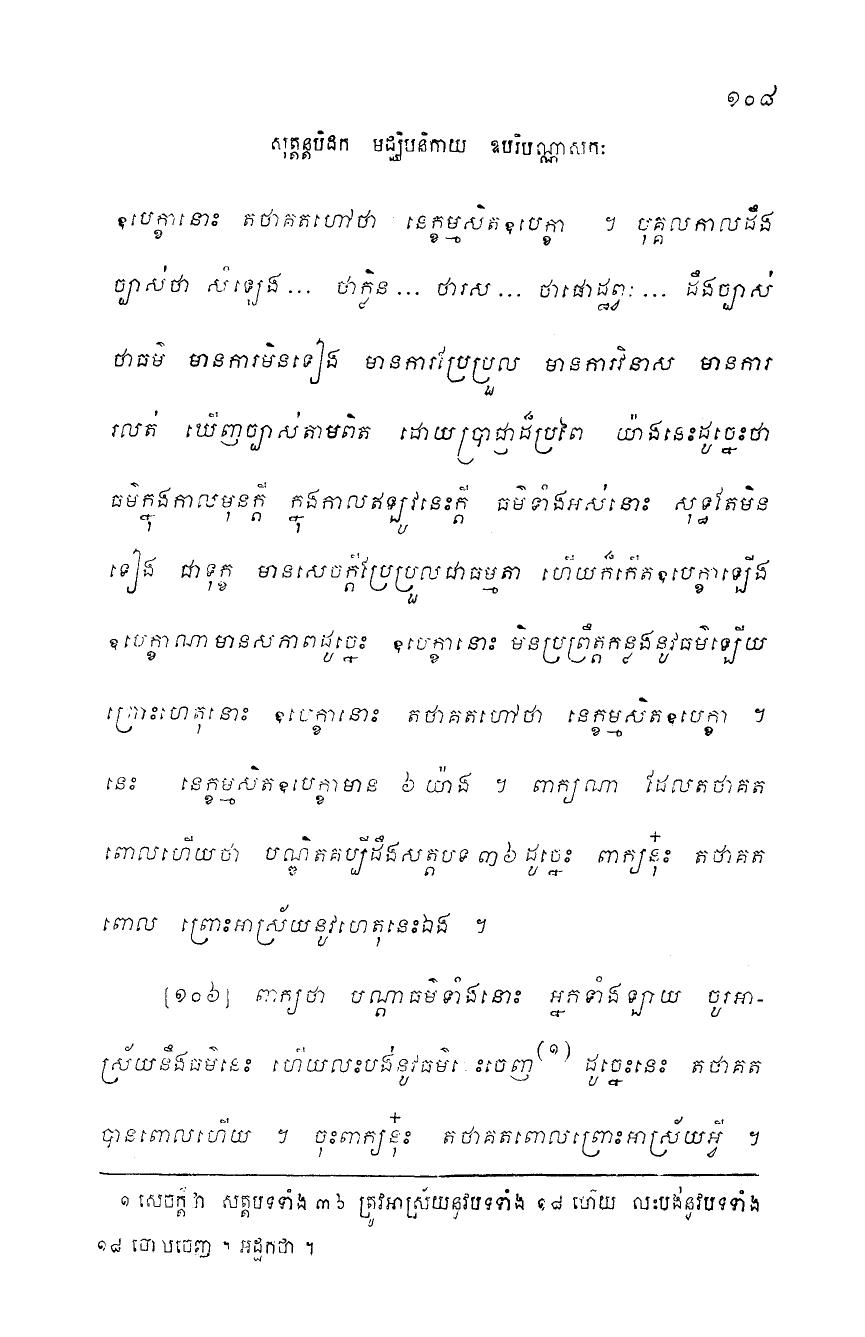 ១០៨
សុត្តន្តបិដក មជ្ឈិមនិកាយ ឧបរិបណ្ណាសកៈ
ឧបេក្ខានោះ តថាគតហៅថា នេក្ខម្មសិតឧបេក្ខា ។ បុគ្គលកាលដឹង
ច្បាស់ថា សំឡេង ... ថាក្លិន ... ថារស ... ថាផោដ្ឋព្វៈ ... ដឹងច្បាស់
ថាធម៌ មានការមិនទៀង មានការប្រែប្រួល មានការវិនាស មានការ
រលត់ ឃើញច្បាស់តាមពិត ដោយប្រាជ្ញាដ៏ប្រពៃ យ៉ាងនេះដូច្នេះថា
ធម៌ក្នុងកាលមុនក្តី ក្នុងកាលឥឡូវនេះក្តី ធម៌ទាំងអស់នោះ សុទ្ធតែមិន
ទៀង ជាទុក្ខ មានសេចក្តីប្រែប្រួលជាធម្មតា ហើយក៏កើតឧបេក្ខាឡើង
ឧបេក្ខាណាមានសភាពដូច្នេះ ឧបេក្ខានោះ មិនប្រព្រឹត្តកន្លងនូវធម៌ឡើយ
ព្រោះហេតុនោះ ឧបេក្ខានោះ តថាគតហៅថា នេក្ខម្មសិតឧបេក្ខា ។
នេះ នេក្ខម្មសិតឧបេក្ខាមាន ៦ យ៉ាង ។ ពាក្យណា ដែលតថាគត
ពោលហើយថា បណ្ឌិតគប្បីដឹងសត្តបទ ៣៦ ដូច្នេះ ពាក្យនុ៎ះ តថាគត
ពោល ព្រោះអាស្រ័យនូវហេតុនេះឯង ។
[១០៦] ពាក្យថា បណ្តាធម៌ទាំងនោះ អ្នកទាំងឡាយ ចូរអា-
ស្រ័យនឹងធម៌នេះ ហើយលះបង់នូវធម៌នេះចេញ(១) ដូច្នេះនេះ តថាគត
បានពោលហើយ ។ ចុះពាក្យនុ៎ះ តថាគតពោលព្រោះអាស្រ័យអ្វី ។
១ សេចក្តីថា សត្តបទទាំង ៣៦ ត្រូវអាស្រ័យនូវបទទាំង ១៨ ហើយ លះបង់នូវបទទាំង
១៨ ចេញ ។ អដ្ឋកថា ។